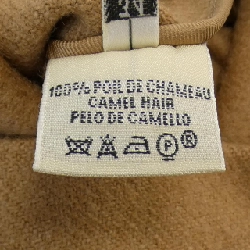 100% POIL DE CHAMEAU
CAMEL HAIR
PELO DE CAMELLO
P